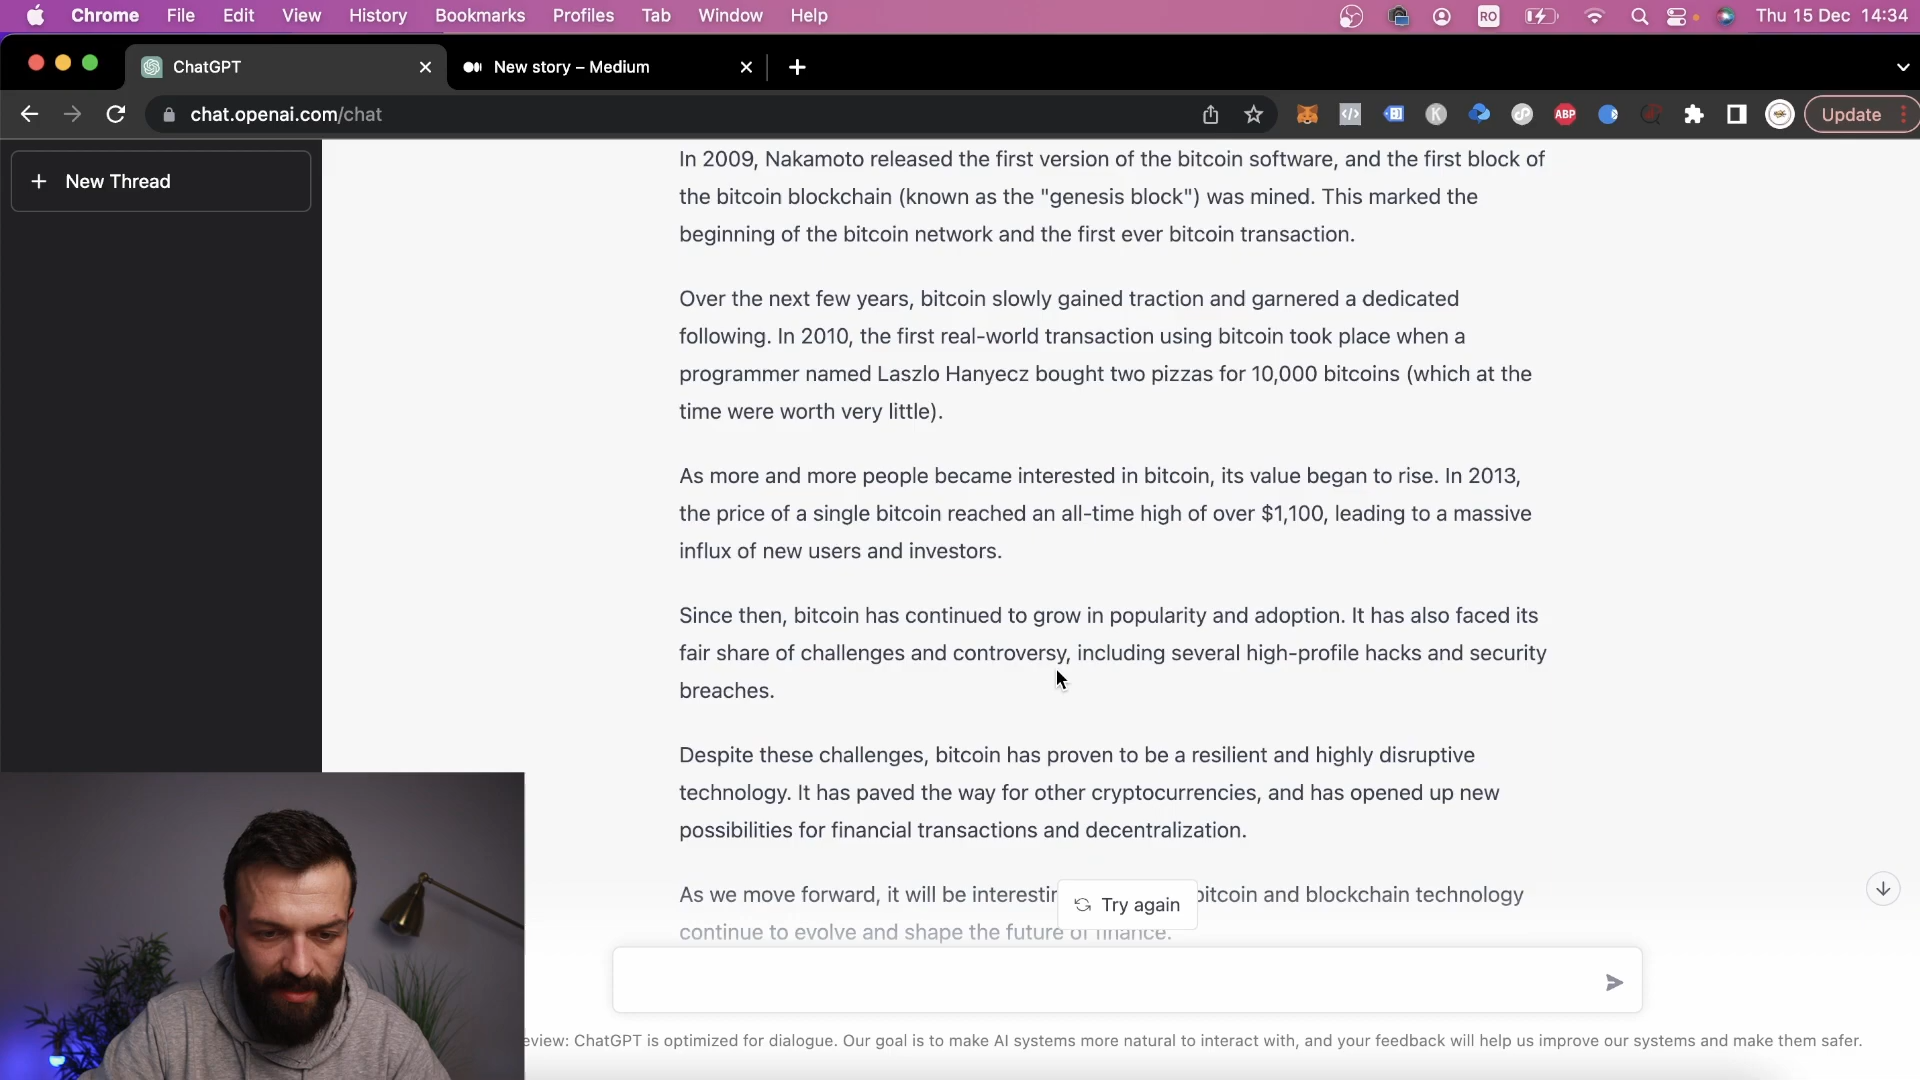 Chrome File Edit View History Bookmarks Profiles Tab Window Help RO Thu 15 Dec 14:34
ChatGPT New story – Medium
chat.openai.com/chat ABP Update
New Thread
In 2009, Nakamoto released the first version of the bitcoin software, and the first block of
the bitcoin blockchain (known as the "genesis block") was mined. This marked the
beginning of the bitcoin network and the first ever bitcoin transaction.
Over the next few years, bitcoin slowly gained traction and garnered a dedicated
following. In 2010, the first real-world transaction using bitcoin took place when a
programmer named Laszlo Hanyecz bought two pizzas for 10,000 bitcoins (which at the
time were worth very little).
As more and more people became interested in bitcoin, its value began to rise. In 2013,
the price of a single bitcoin reached an all-time high of over $1,100, leading to a massive
influx of new users and investors.
Since then, bitcoin has continued to grow in popularity and adoption. It has also faced its
fair share of challenges and controversy, including several high-profile hacks and security
breaches.
Despite these challenges, bitcoin has proven to be a resilient and highly disruptive
technology. It has paved the way for other cryptocurrencies, and has opened up new
possibilities for financial transactions and decentralization.
As we move forward, it will be interestin bitcoin and blockchain technology
Try again
continue to evolve and shape the future of finance.
eview: ChatGPT is optimized for dialogue. Our goal is to make AI systems more natural to interact with, and your feedback will help us improve our systems and make them safer.